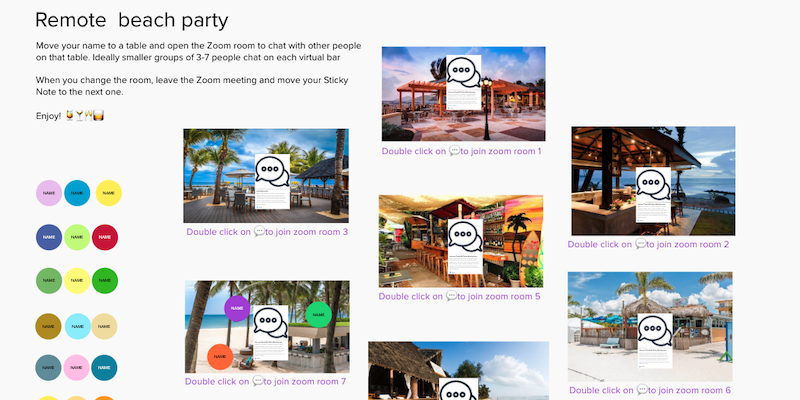 Remote beach party
Move your name to a table and open the Zoom room to chat with other people
on that table. Ideally smaller groups of 3-7 people chat on each virtual bar
When you change the room, leave the Zoom meeting and move your Sticky
Note to the next one.
Enjoy! 🍹🍸🥂🥃
Double click on 💬to join zoom room 1
Double click on 💬to join zoom room 3
Double click on 💬to join zoom room 2
Double click on 💬to join zoom room 5
Double click on 💬to join zoom room 7
Double click on 💬to join zoom room 6
NAME NAME NAME
NAME NAME NAME
NAME NAME NAME
NAME NAME NAME
NAME NAME NAME
NAME
NAME
NAME